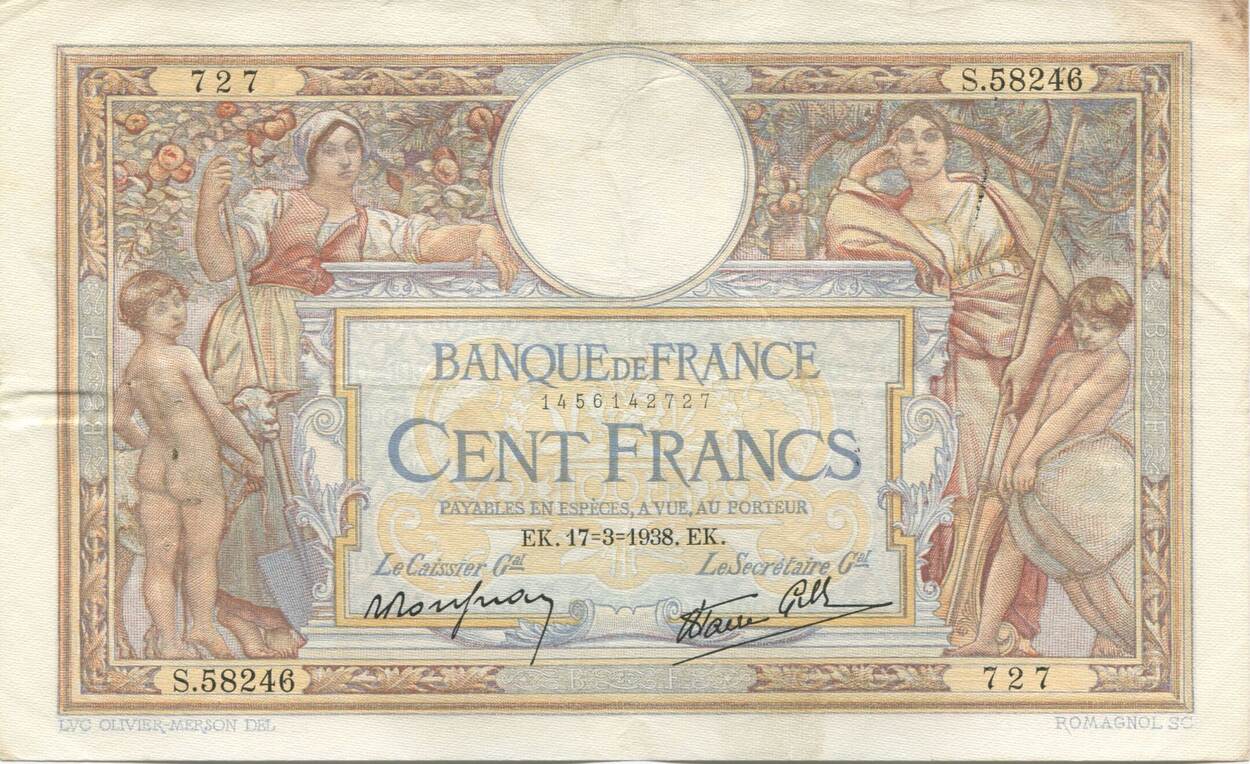 727 S.58246
BANQUE DE FRANCE
1456142727
CENT FRANCS
PAYABLES EN ESPÈCES, A VUE, AU PORTEUR
EK. 17=3=1938. EK.
Le Caissier Gᵃˡ Le Secrétaire Gᵃˡ
S.58246 727
B F
LVC OLIVIER-MERSON DEL ROMAGNOL SC